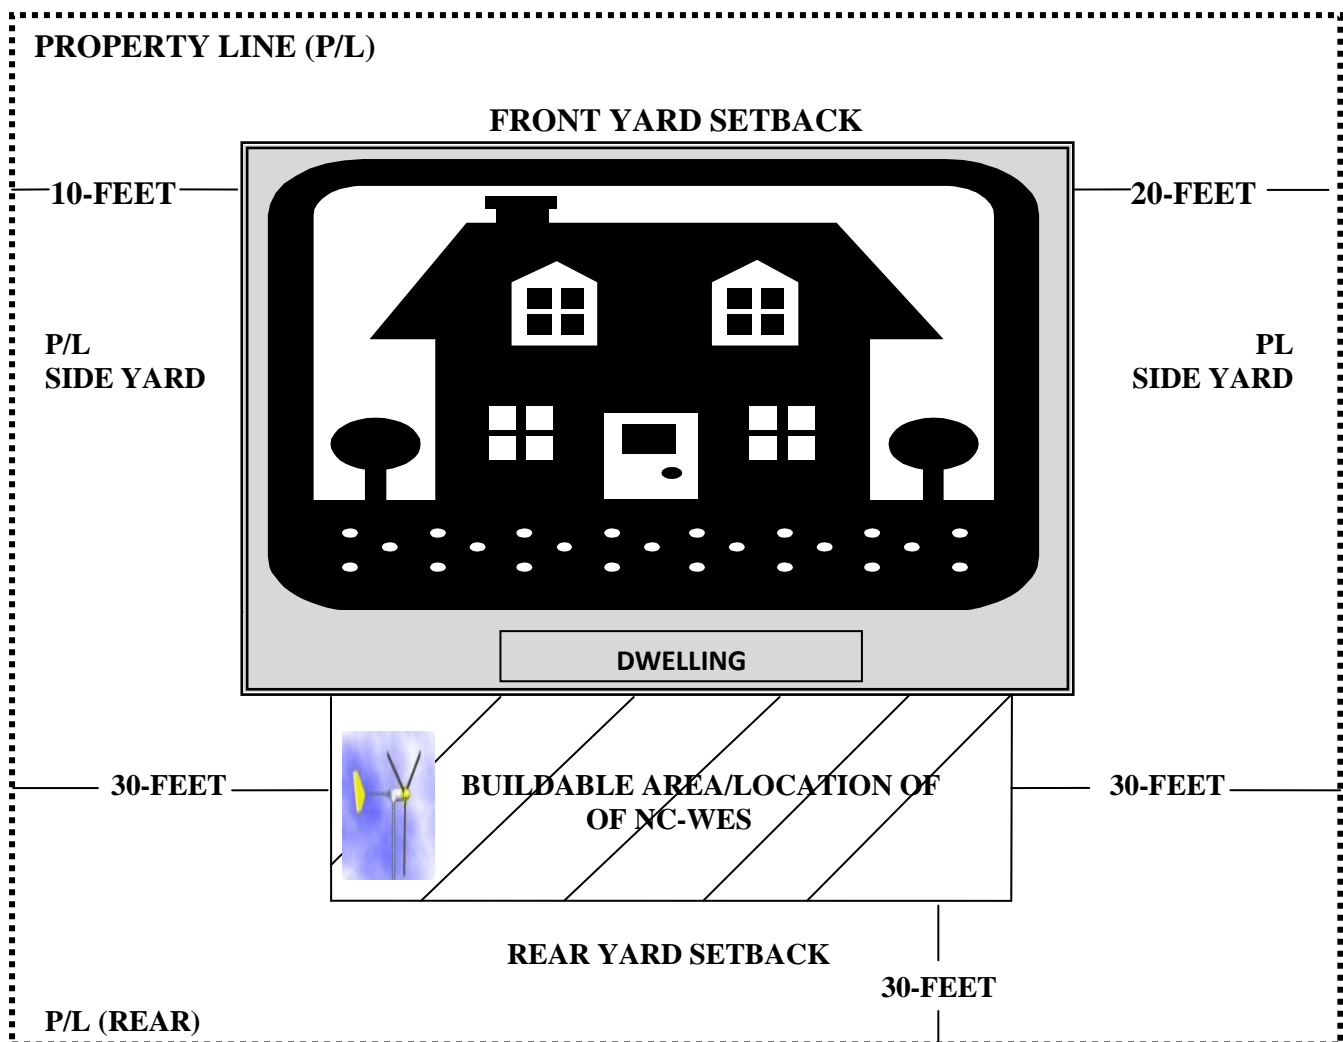 PROPERTY LINE (P/L)
FRONT YARD SETBACK
10-FEET
20-FEET
P/L
SIDE YARD
PL
SIDE YARD
DWELLING
30-FEET
BUILDABLE AREA/LOCATION OF
OF NC-WES
30-FEET
REAR YARD SETBACK
30-FEET
P/L (REAR)